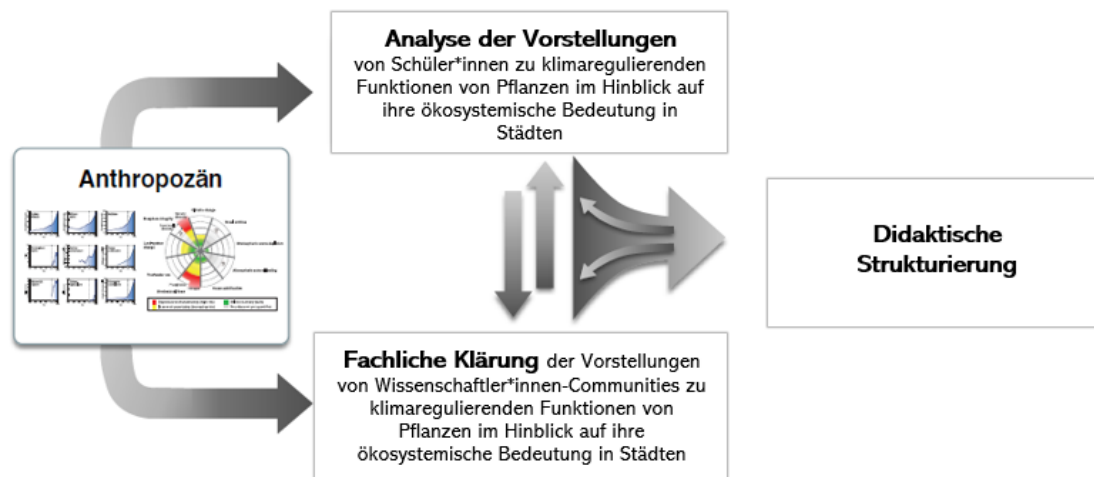 Analyse der Vorstellungen
von Schüler*innen zu klimaregulierenden
Funktionen von Pflanzen im Hinblick auf
ihre ökosystemische Bedeutung in
Städten
Anthropozän
Didaktische
Strukturierung
Fachliche Klärung der Vorstellungen
von Wissenschaftler*innen-Communities zu
klimaregulierenden Funktionen von
Pflanzen im Hinblick auf ihre
ökosystemische Bedeutung in Städten